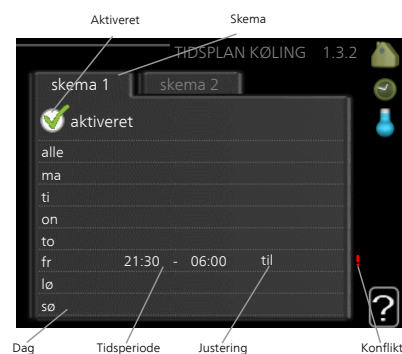 Aktiveret Skema
TIDSPLAN KØLING 1.3.2
skema 1 skema 2
aktiveret
alle
ma
ti
on
to
fr 21:30 - 06:00 til
lø
sø
?
Dag Tidsperiode Justering Konflikt